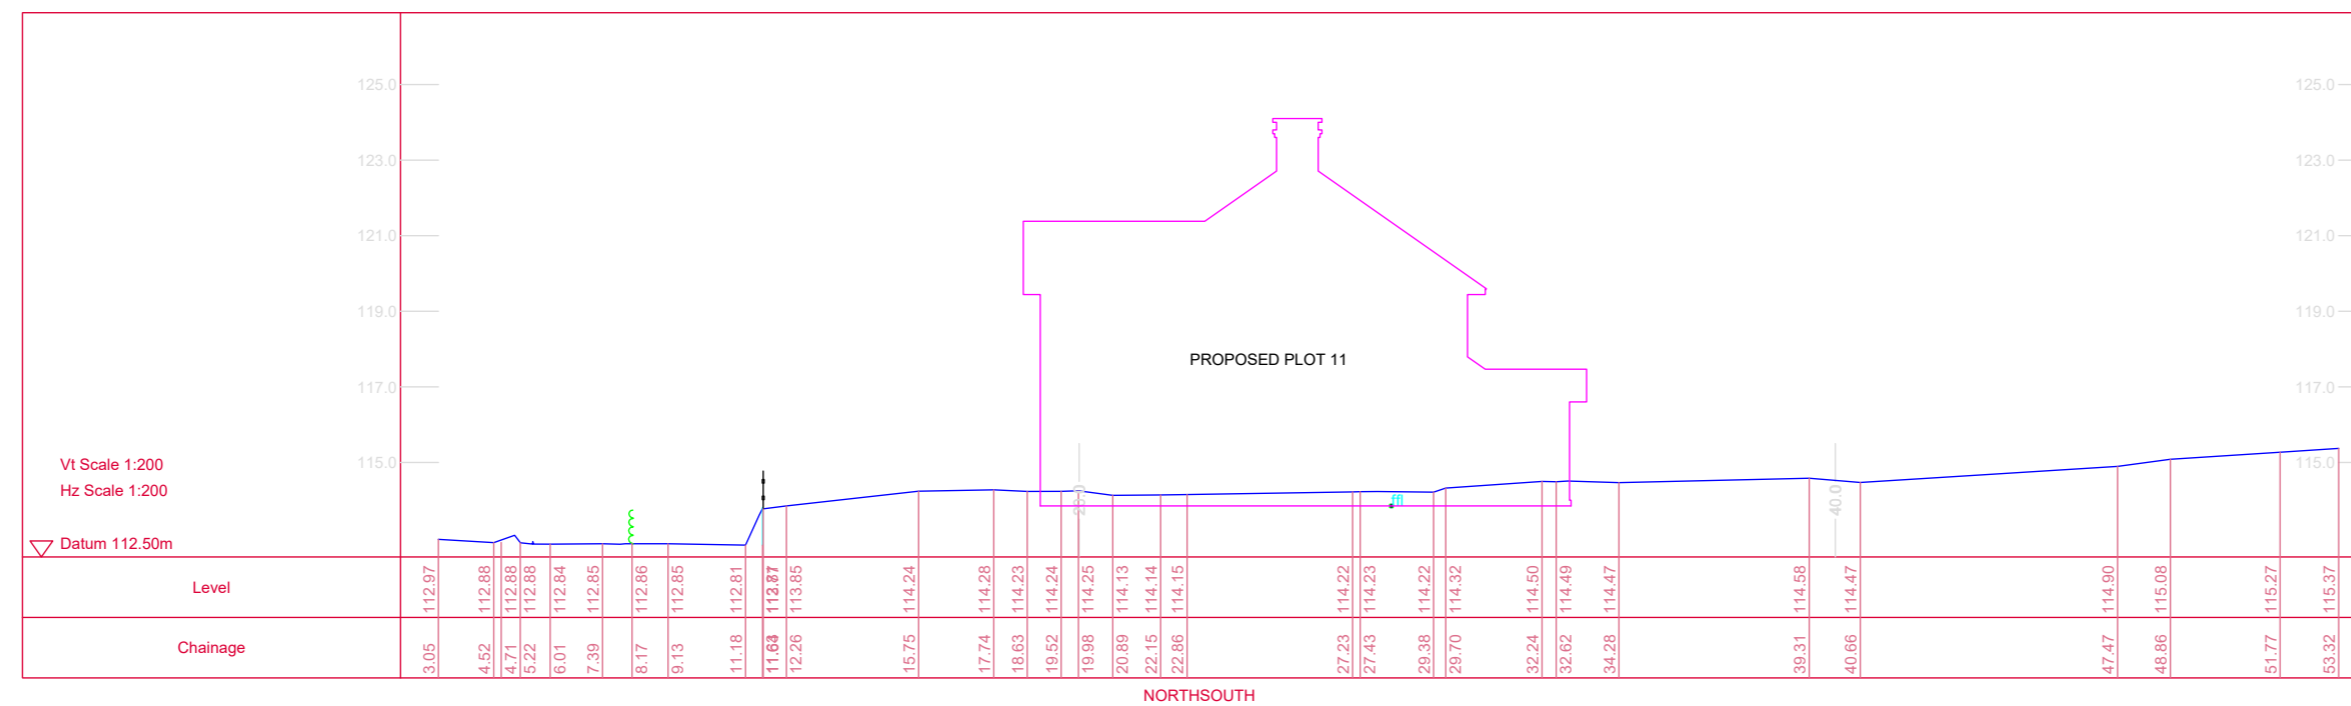 125.0 125.0
123.0 123.0
121.0 121.0
119.0 119.0
PROPOSED PLOT 11
117.0 117.0
Vt Scale 1:200
115.0 115.0
Hz Scale 1:200
ffl
20.0 40.0
Datum 112.50m
Level 112.97 112.88 112.88 112.88 112.84 112.85 112.86 112.85 112.81 113.85 114.24 114.28 114.23 114.24 114.25 114.13 114.14 114.15 114.22 114.23 114.22 114.32 114.50 114.49 114.47 114.58 114.47 114.90 115.08 115.27 115.37
Chainage 3.05 4.52 4.71 5.22 6.01 7.39 8.17 9.13 11.18 12.26 15.75 17.74 18.63 19.52 19.98 20.89 22.15 22.86 27.23 27.43 29.38 29.70 32.24 32.62 34.28 39.31 40.66 47.47 48.86 51.77 53.32
NORTHSOUTH